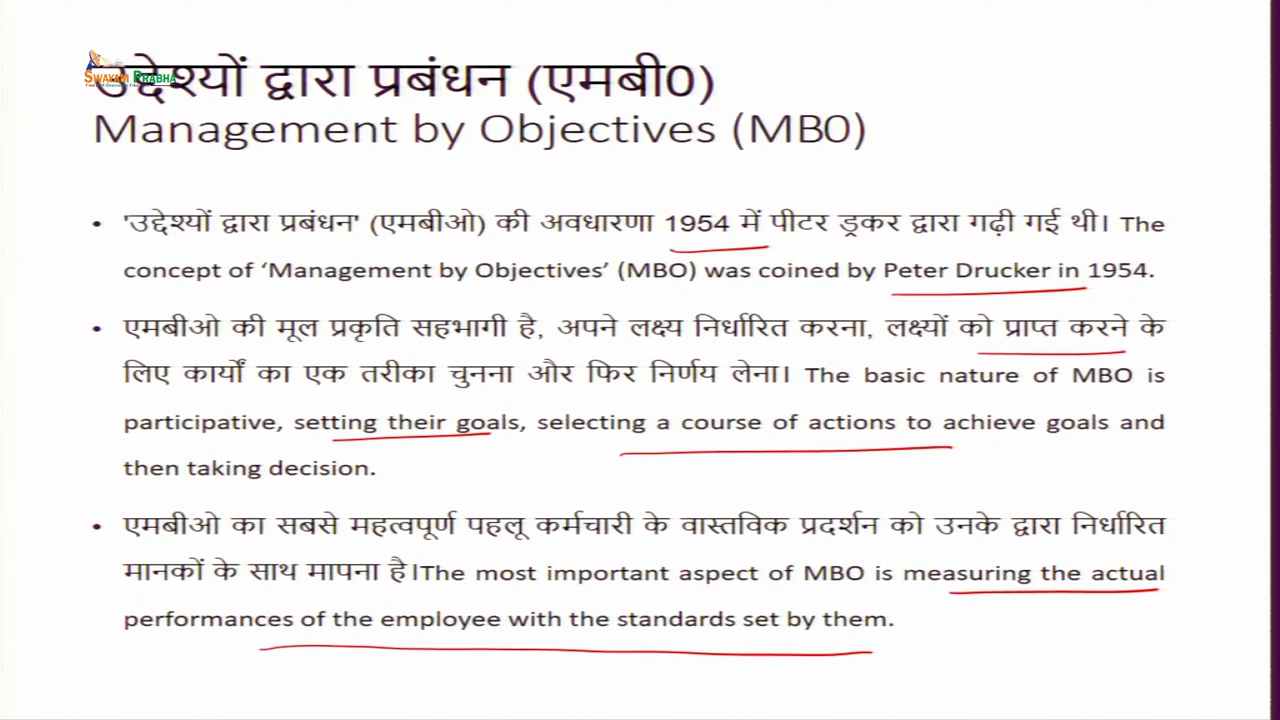 SWAYAM PRABHA
उद्देश्यों द्वारा प्रबंधन (एमबी0)
Management by Objectives (MBO)
• 'उद्देश्यों द्वारा प्रबंधन' (एमबीओ) की अवधारणा 1954 में पीटर ड्रकर द्वारा गढ़ी गई थी। The
concept of ‘Management by Objectives’ (MBO) was coined by Peter Drucker in 1954.
• एमबीओ की मूल प्रकृति सहभागी है, अपने लक्ष्य निर्धारित करना, लक्ष्यों को प्राप्त करने के
लिए कार्यों का एक तरीका चुनना और फिर निर्णय लेना। The basic nature of MBO is
participative, setting their goals, selecting a course of actions to achieve goals and
then taking decision.
• एमबीओ का सबसे महत्वपूर्ण पहलू कर्मचारी के वास्तविक प्रदर्शन को उनके द्वारा निर्धारित
मानकों के साथ मापना है।The most important aspect of MBO is measuring the actual
performances of the employee with the standards set by them.